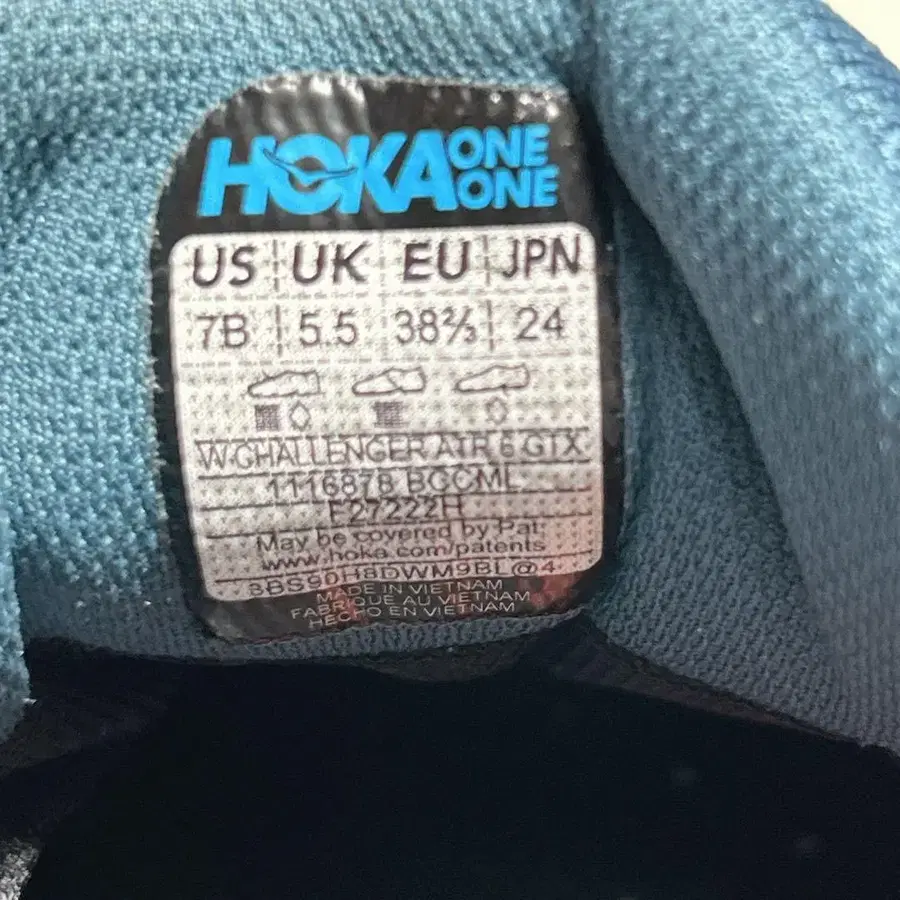 HOKA ONE ONE
US UK EU JPN
7B 5.5 38⅔ 24
W CHALLENGER ATR 6 GTX
1116878 BCCML
F27222H
May be covered by Pat:
www.hoka.com/patents
3BS90H8DWM9BL@4
MADE IN VIETNAM
FABRIQUE AU VIETNAM
HECHO EN VIETNAM